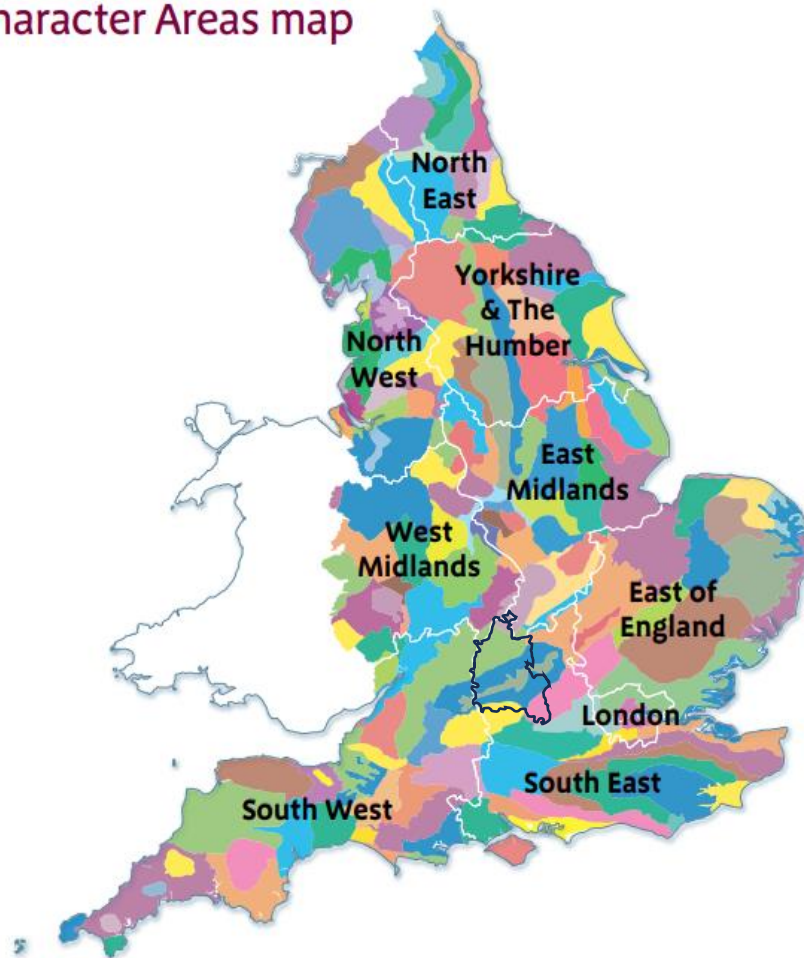 haracter Areas map
North
East
Yorkshire
& The
Humber
North
West
East
Midlands
West
Midlands
East of
England
London
South East
South West